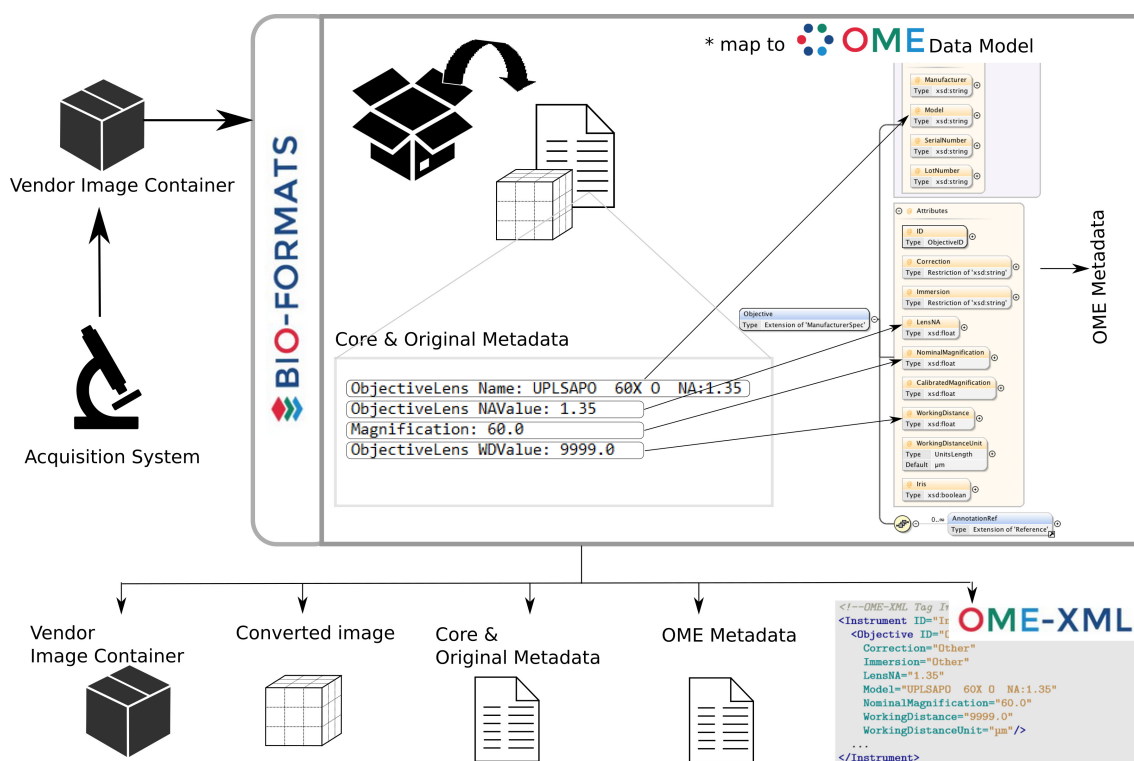 * map to OME Data Model
Vendor Image Container
Acquisition System
BIO-FORMATS
Core & Original Metadata
ObjectiveLens Name: UPLSAPO  60X O  NA:1.35
ObjectiveLens NAValue: 1.35
Magnification: 60.0
ObjectiveLens WDValue: 9999.0
Objective
Type Extension of 'ManufacturerSpec'
Manufacturer
Type xsd:string
Model
Type xsd:string
SerialNumber
Type xsd:string
LotNumber
Type xsd:string
Attributes
ID
Type ObjectiveID
Correction
Type Restriction of 'xsd:string'
Immersion
Type Restriction of 'xsd:string'
LensNA
Type xsd:float
NominalMagnification
Type xsd:float
CalibratedMagnification
Type xsd:float
WorkingDistance
Type xsd:float
WorkingDistanceUnit
Type UnitsLength
Default µm
Iris
Type xsd:boolean
0..∞
AnnotationRef
Type Extension of 'Reference'
OME Metadata
Vendor
Image Container
Converted image
Core &
Original Metadata
OME Metadata
OME-XML
<!--OME-XML Tag
<Instrument ID="
<Objective ID="
Correction="Other"
Immersion="Other"
LensNA="1.35"
Model="UPLSAPO  60X O  NA:1.35"
NominalMagnification="60.0"
WorkingDistance="9999.0"
WorkingDistanceUnit="µm"/>
...
</Instrument>